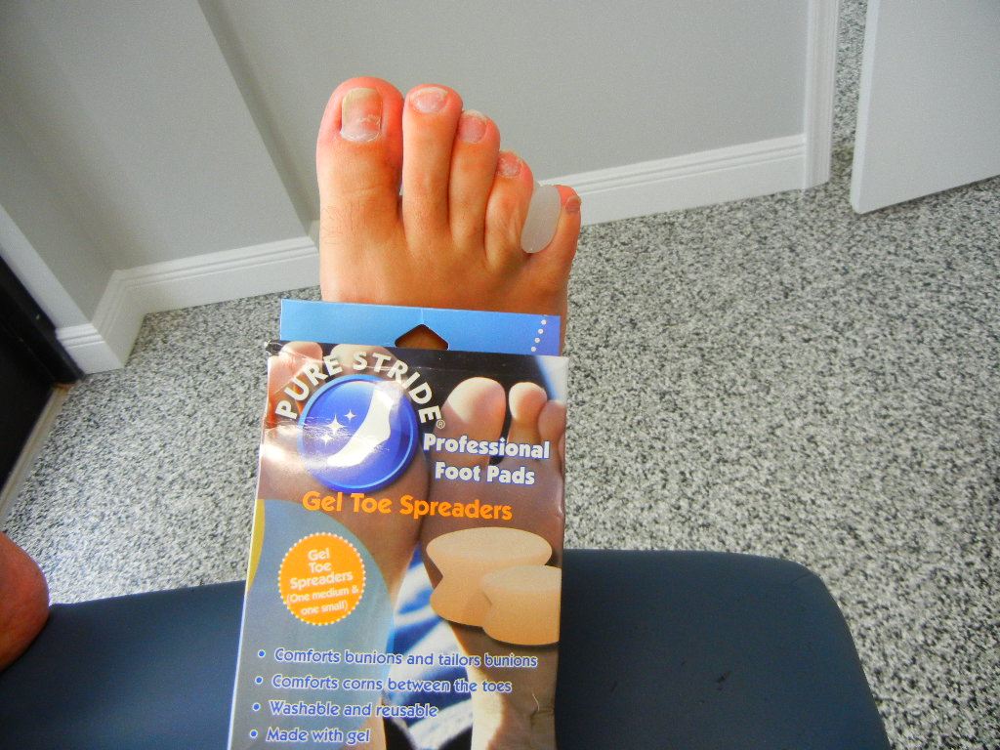 PURE STRIDE®
Professional
Foot Pads
Gel Toe Spreaders
Gel
Toe
Spreaders
(One medium &
one small)
• Comforts bunions and tailors bunions
• Comforts corns between the toes
• Washable and reusable
• Made with gel